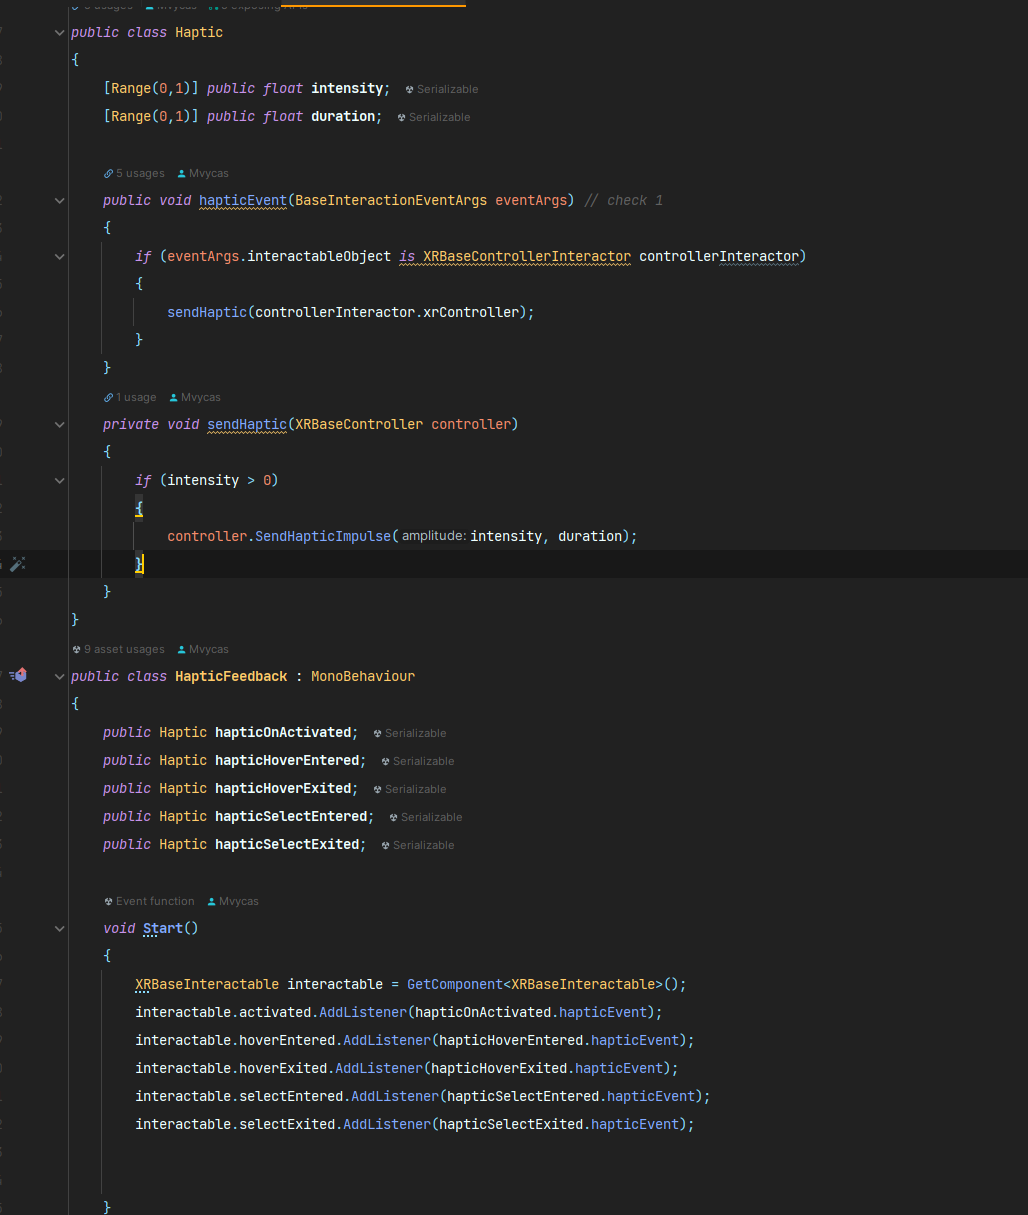 public class Haptic
{
[Range(0,1)] public float intensity; Serializable
[Range(0,1)] public float duration; Serializable
5 usages Mvycas
public void hapticEvent(BaseInteractionEventArgs eventArgs) // check 1
{
if (eventArgs.interactableObject is XRBaseControllerInteractor controllerInteractor)
{
sendHaptic(controllerInteractor.xrController);
}
}
1 usage Mvycas
private void sendHaptic(XRBaseController controller)
{
if (intensity > 0)
{
controller.SendHapticImpulse( amplitude: intensity, duration);
}
}
}
9 asset usages Mvycas
public class HapticFeedback : MonoBehaviour
{
public Haptic hapticOnActivated; Serializable
public Haptic hapticHoverEntered; Serializable
public Haptic hapticHoverExited; Serializable
public Haptic hapticSelectEntered; Serializable
public Haptic hapticSelectExited; Serializable
Event function Mvycas
void Start()
{
XRBaseInteractable interactable = GetComponent<XRBaseInteractable>();
interactable.activated.AddListener(hapticOnActivated.hapticEvent);
interactable.hoverEntered.AddListener(hapticHoverEntered.hapticEvent);
interactable.hoverExited.AddListener(hapticHoverExited.hapticEvent);
interactable.selectEntered.AddListener(hapticSelectEntered.hapticEvent);
interactable.selectExited.AddListener(hapticSelectExited.hapticEvent);
}